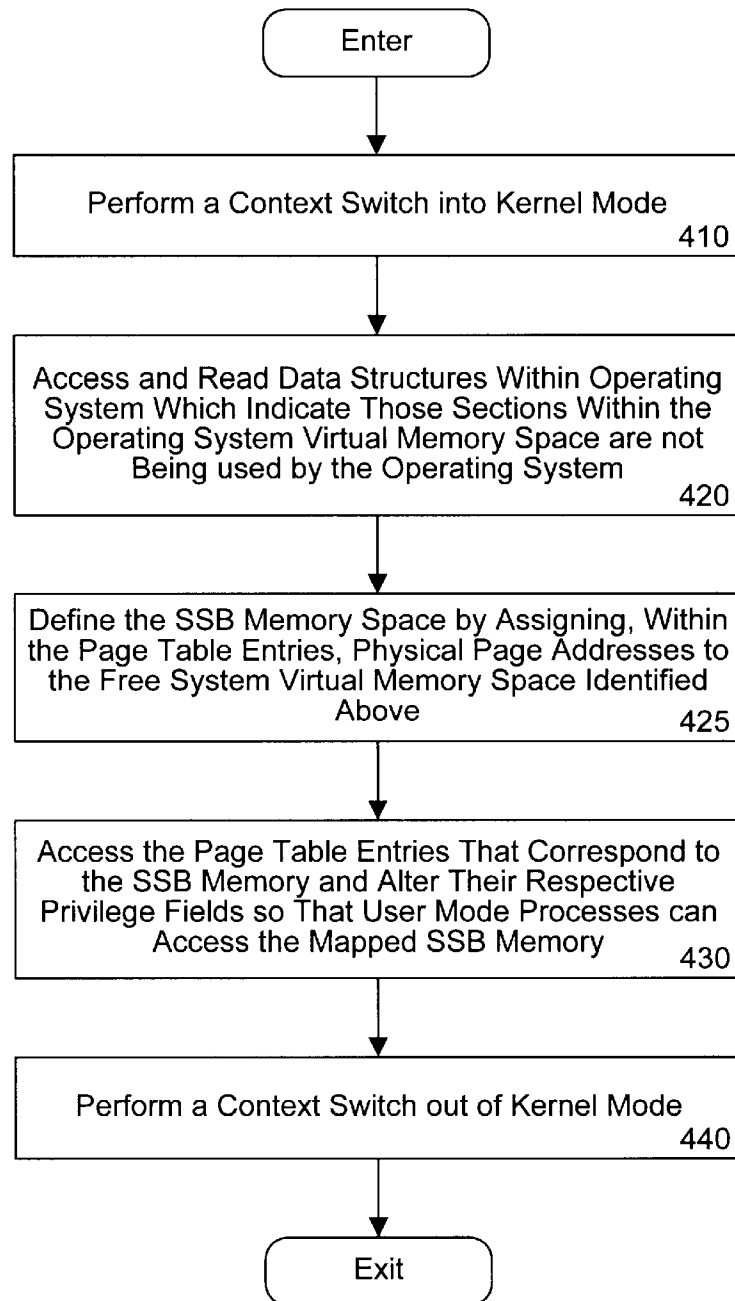 Enter
Perform a Context Switch into Kernel Mode
410
Access and Read Data Structures Within Operating
System Which Indicate Those Sections Within the
Operating System Virtual Memory Space are not
Being used by the Operating System
420
Define the SSB Memory Space by Assigning, Within
the Page Table Entries, Physical Page Addresses to
the Free System Virtual Memory Space Identified
Above
425
Access the Page Table Entries That Correspond to
the SSB Memory and Alter Their Respective
Privilege Fields so That User Mode Processes can
Access the Mapped SSB Memory
430
Perform a Context Switch out of Kernel Mode
440
Exit